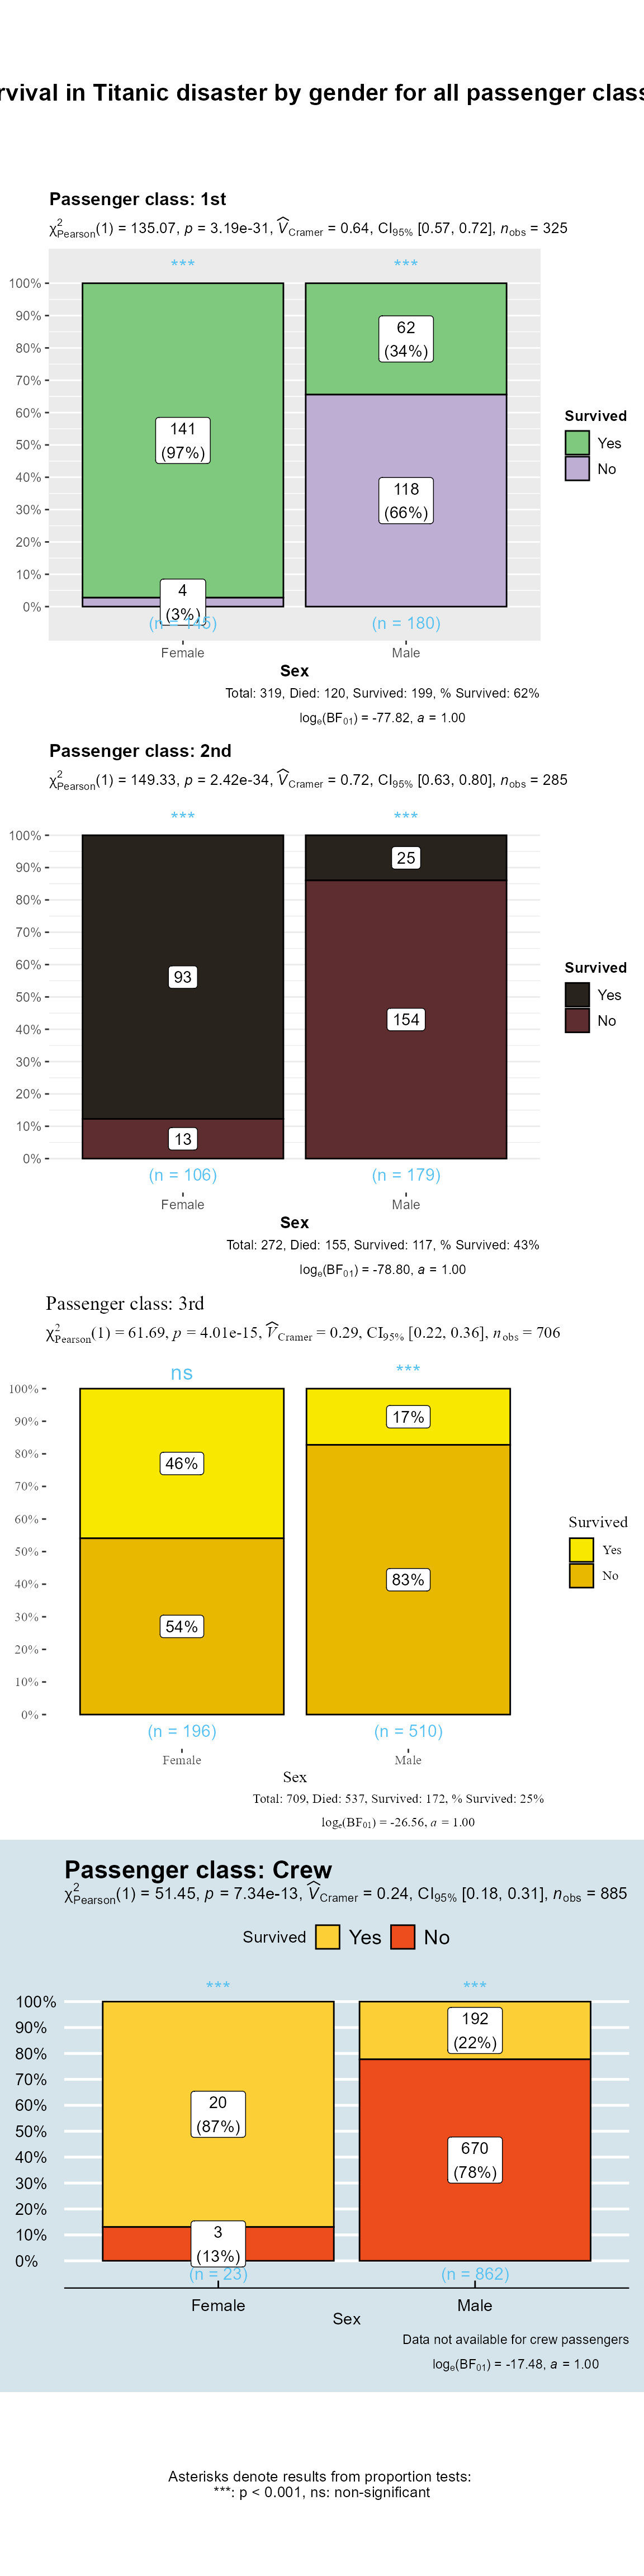 rvival in Titanic disaster by gender for all passenger clas
Passenger class: 1st
χ²Pearson(1) = 135.07, p = 3.19e-31, V̂Cramer = 0.64, CI95% [0.57, 0.72], nobs = 325
*** ***
100%
90%
80%
70%
60%
50%
40%
30%
20%
10%
0%
62
(34%)
141
(97%)
118
(66%)
4
(3%)
(n = 145) (n = 180)
Female Male
Sex
Survived
Yes
No
Total: 319, Died: 120, Survived: 199, % Survived: 62%
loge(BF01) = -77.82, a = 1.00
Passenger class: 2nd
χ²Pearson(1) = 149.33, p = 2.42e-34, V̂Cramer = 0.72, CI95% [0.63, 0.80], nobs = 285
*** ***
100%
90%
80%
70%
60%
50%
40%
30%
20%
10%
0%
25
93
154
13
(n = 106) (n = 179)
Female Male
Sex
Survived
Yes
No
Total: 272, Died: 155, Survived: 117, % Survived: 43%
loge(BF01) = -78.80, a = 1.00
Passenger class: 3rd
χ²Pearson(1) = 61.69, p = 4.01e-15, V̂Cramer = 0.29, CI95% [0.22, 0.36], nobs = 706
ns ***
100%
90%
80%
70%
60%
50%
40%
30%
20%
10%
0%
17%
46%
83%
54%
(n = 196) (n = 510)
Female Male
Sex
Survived
Yes
No
Total: 709, Died: 537, Survived: 172, % Survived: 25%
loge(BF01) = -26.56, a = 1.00
Passenger class: Crew
χ²Pearson(1) = 51.45, p = 7.34e-13, V̂Cramer = 0.24, CI95% [0.18, 0.31], nobs = 885
Survived Yes No
*** ***
100%
90%
80%
70%
60%
50%
40%
30%
20%
10%
0%
192
(22%)
20
(87%)
670
(78%)
3
(13%)
(n = 23) (n = 862)
Female Male
Sex
Data not available for crew passengers
loge(BF01) = -17.48, a = 1.00
Asterisks denote results from proportion tests:
***: p < 0.001, ns: non-significant